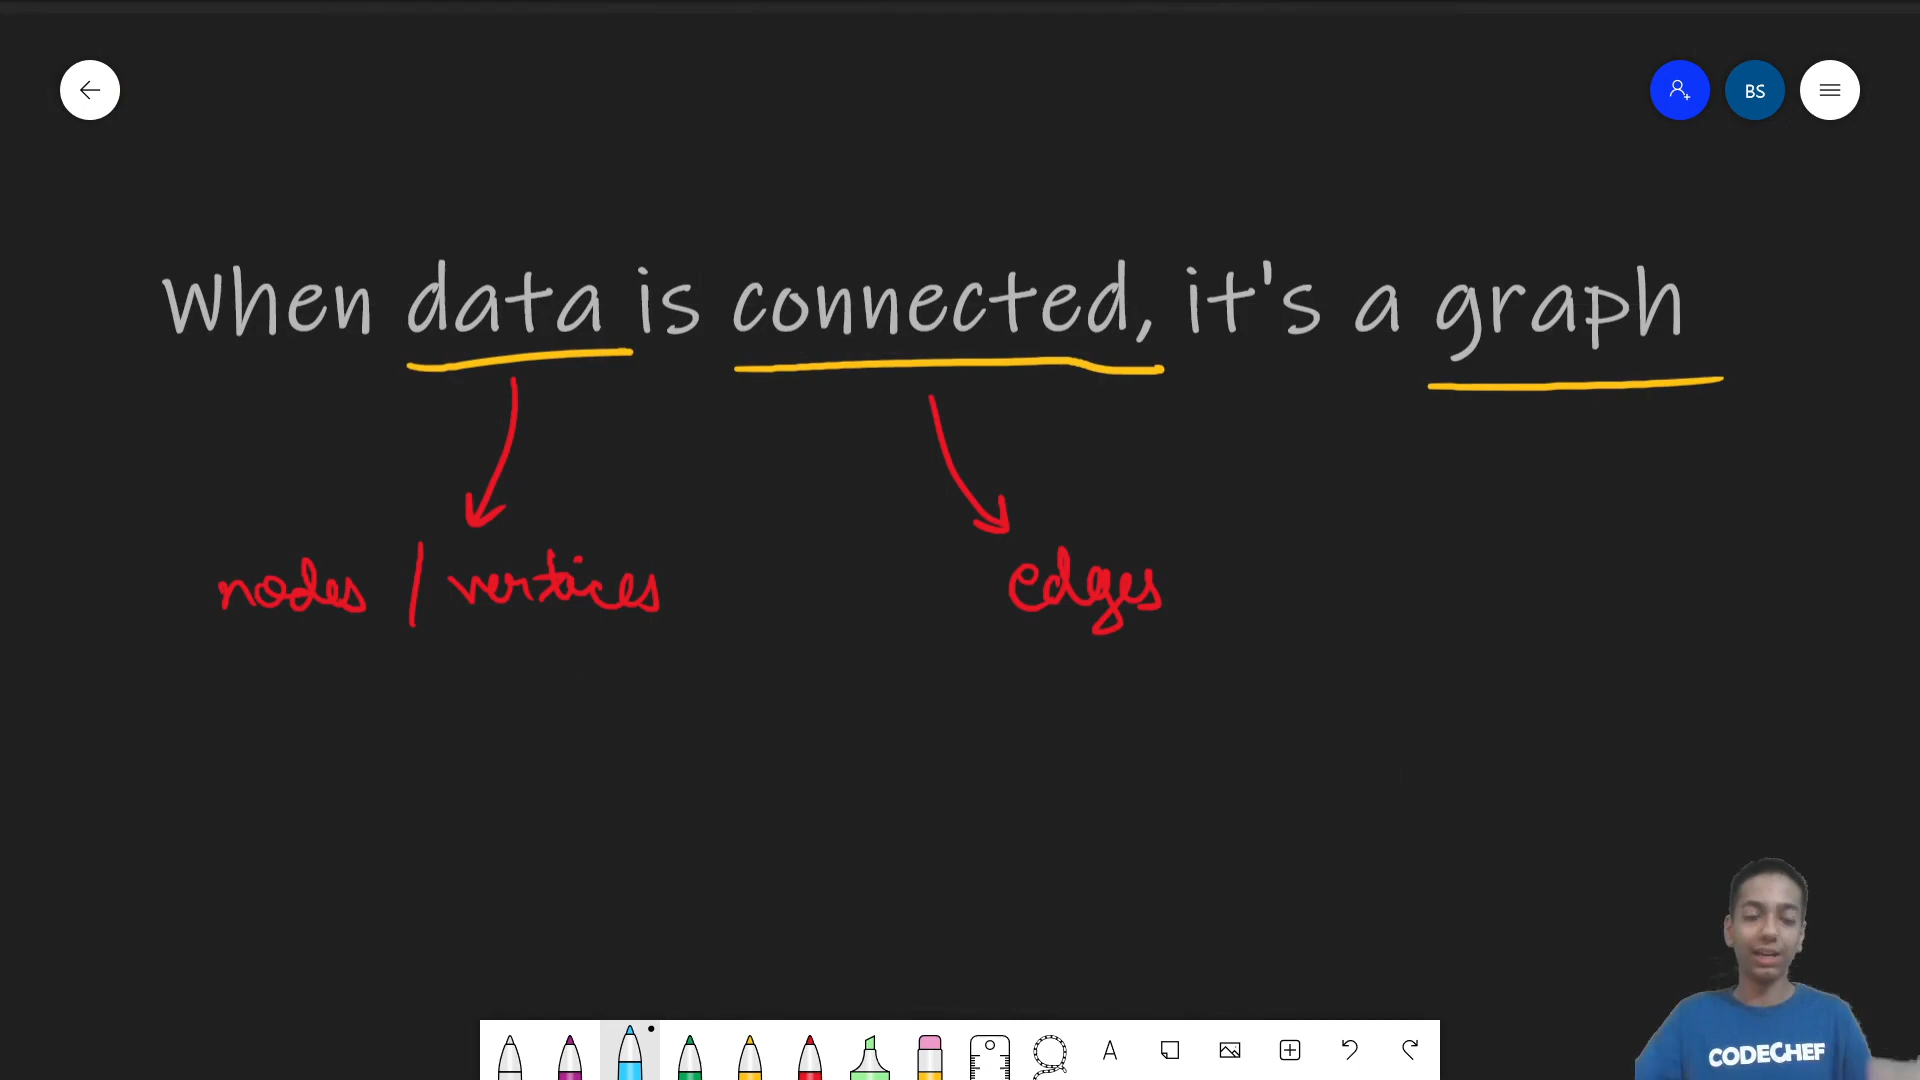 BS
When data is connected, it's a graph
nodes / vertices
edges
A
CODECHEF